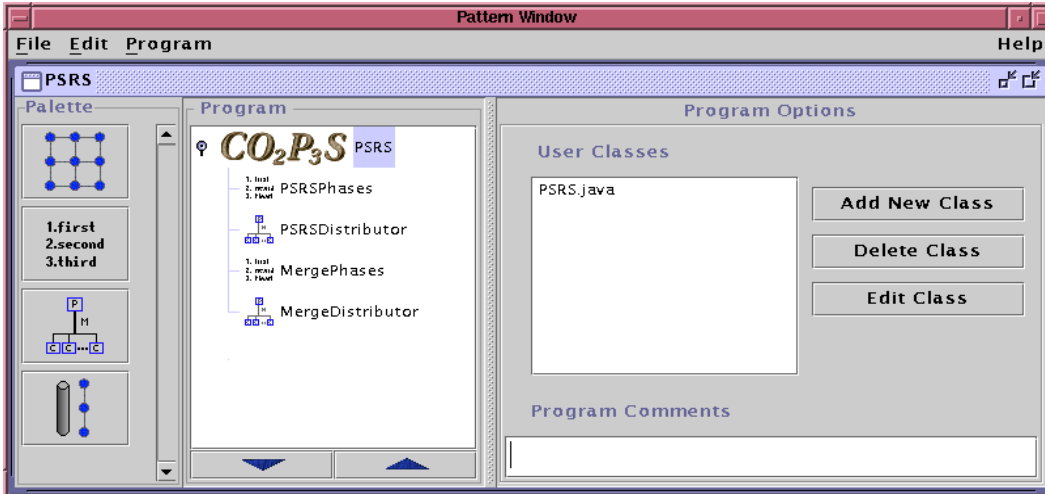 Pattern Window
File Edit Program Help
PSRS
Palette
Program
Program Options
CO2P3S PSRS
PSRSPhases
PSRSDistributor
MergePhases
MergeDistributor
1.first
2.second
3.third
P
M
C C ... C
User Classes
PSRS.java
Add New Class
Delete Class
Edit Class
Program Comments